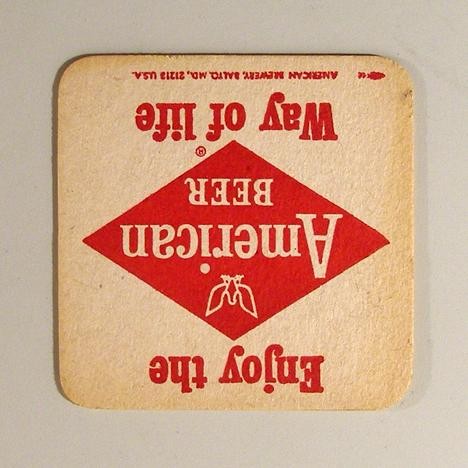 Enjoy the
American
BEER
®
Way of life
AMERICAN BREWERY, BALTO. MD., 21213 U.S.A.